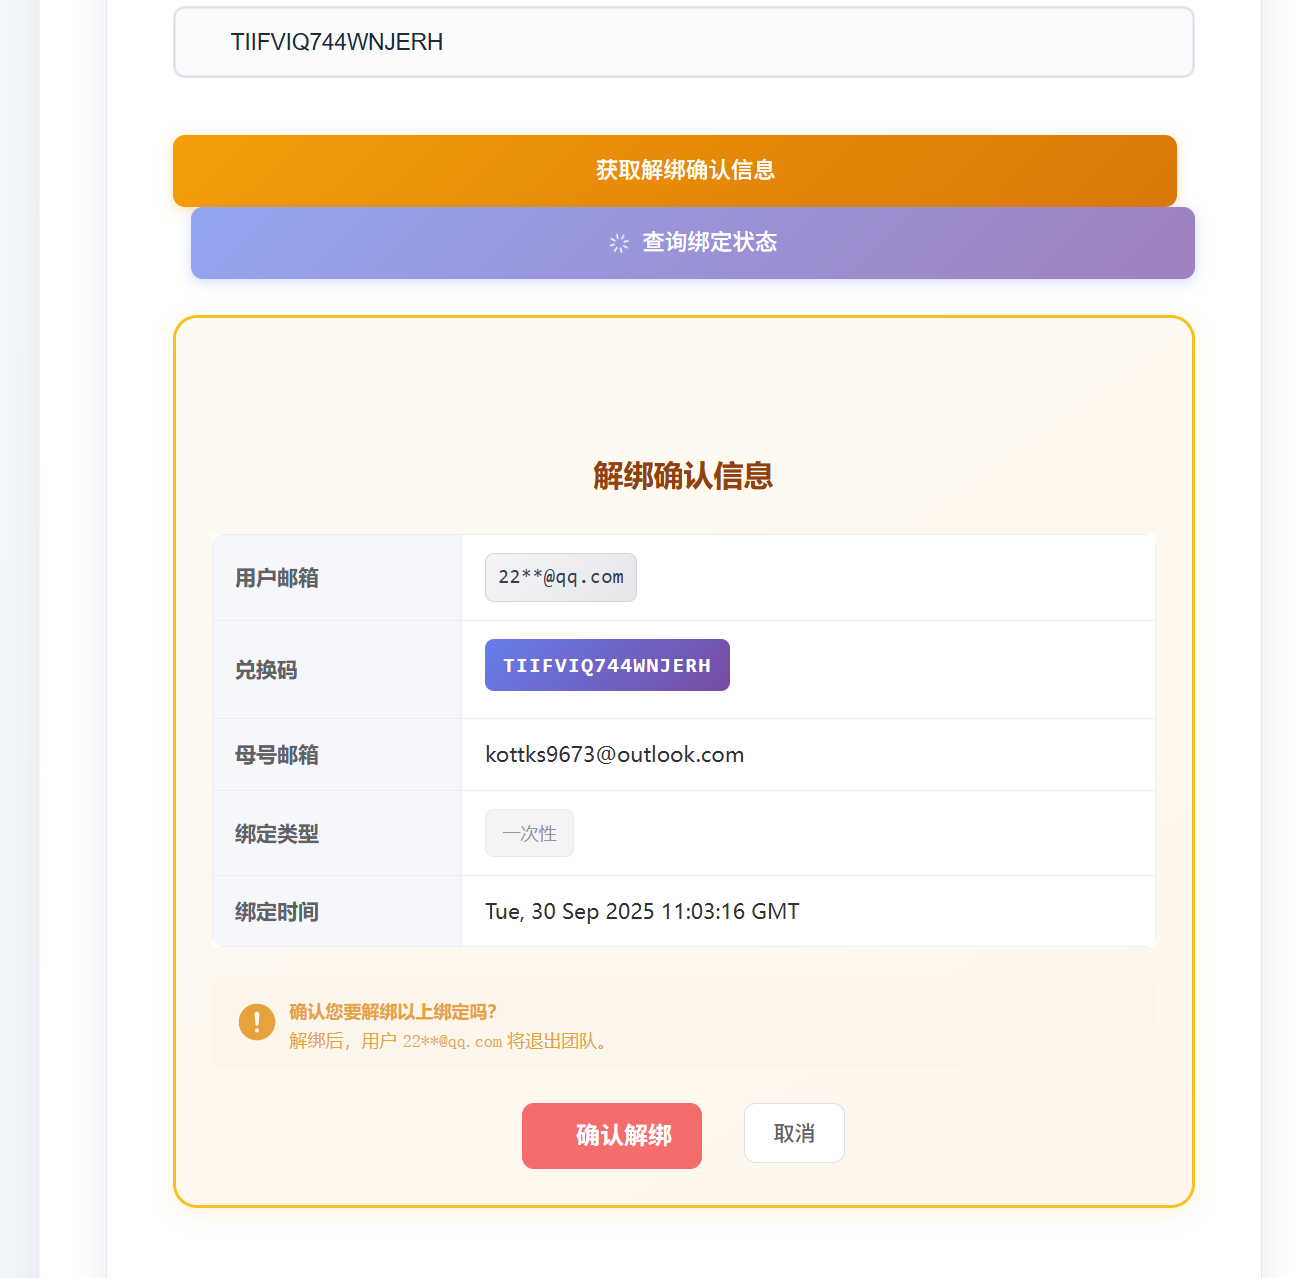 TIIFVIQ744WNJERH
获取解绑确认信息
查询绑定状态
解绑确认信息
用户邮箱 22**@qq.com
兑换码 TIIFVIQ744WNJERH
母号邮箱 kottks9673@outlook.com
绑定类型 一次性
绑定时间 Tue, 30 Sep 2025 11:03:16 GMT
确认您要解绑以上绑定吗？
解绑后，用户 22**@qq.com 将退出团队。
确认解绑 取消